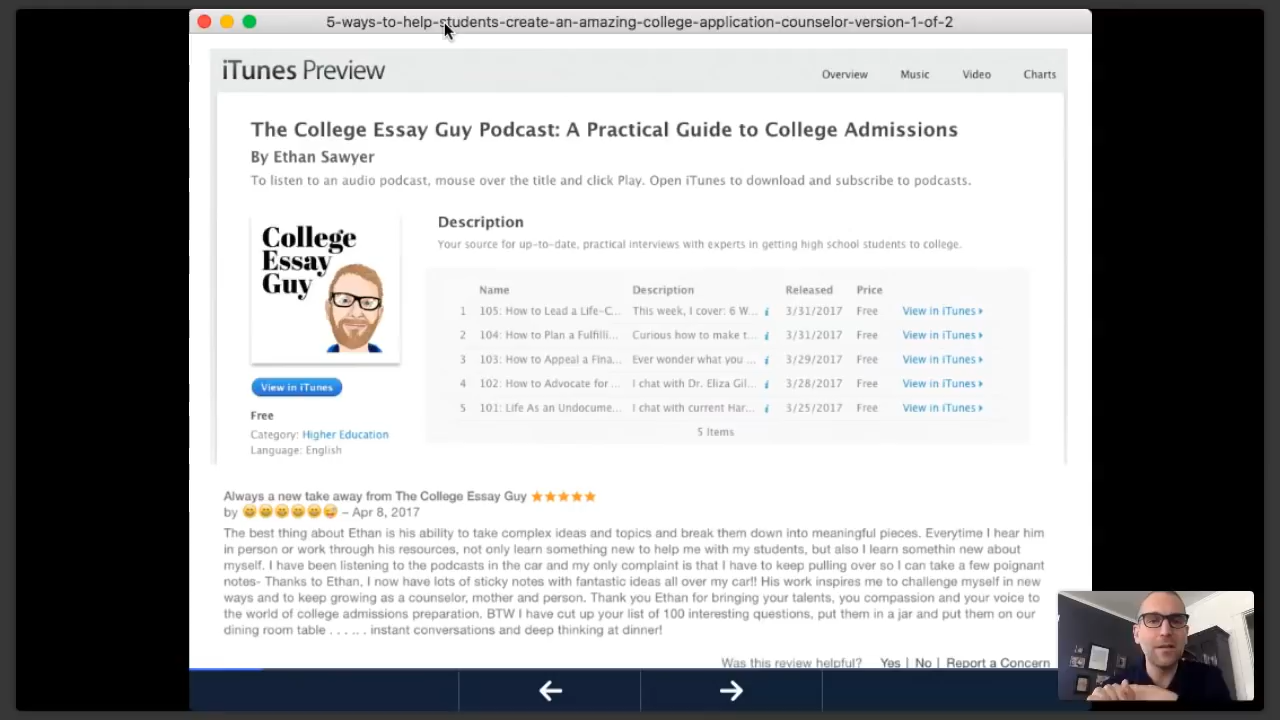 5-ways-to-help-students-create-an-amazing-college-application-counselor-version-1-of-2
iTunes Preview
Overview Music Video Charts
The College Essay Guy Podcast: A Practical Guide to College Admissions
By Ethan Sawyer
To listen to an audio podcast, mouse over the title and click Play. Open iTunes to download and subscribe to podcasts.
College
Essay
Guy
View in iTunes
Free
Category: Higher Education
Language: English
Description
Your source for up-to-date, practical interviews with experts in getting high school students to college.
Name Description Released Price
1 105: How to Lead a Life-C... This week, I cover: 6 W... i 3/31/2017 Free View in iTunes
2 104: How to Plan a Fulfilli... Curious how to make t... i 3/31/2017 Free View in iTunes
3 103: How to Appeal a Fina... Ever wonder what you ... i 3/29/2017 Free View in iTunes
4 102: How to Advocate for ... I chat with Dr. Eliza Gil... i 3/28/2017 Free View in iTunes
5 101: Life As an Undocume... I chat with current Har... i 3/25/2017 Free View in iTunes
5 Items
Always a new take away from The College Essay Guy ★★★★★
by 😀😀😀😀😀😜 – Apr 8, 2017
The best thing about Ethan is his ability to take complex ideas and topics and break them down into meaningful pieces. Everytime I hear him
in person or work through his resources, not only learn something new to help me with my students, but also I learn somethin new about
myself. I have been listening to the podcasts in the car and my only complaint is that I have to keep pulling over so I can take a few poignant
notes- Thanks to Ethan, I now have lots of sticky notes with fantastic ideas all over my car!! His work inspires me to challenge myself in new
ways and to keep growing as a counselor, mother and person. Thank you Ethan for bringing your talents, you compassion and your voice to
the world of college admissions preparation. BTW I have cut up your list of 100 interesting questions, put them in a jar and put them on our
dining room table . . . .. . instant conversations and deep thinking at dinner!
Was this review helpful? Yes | No | Report a Concern